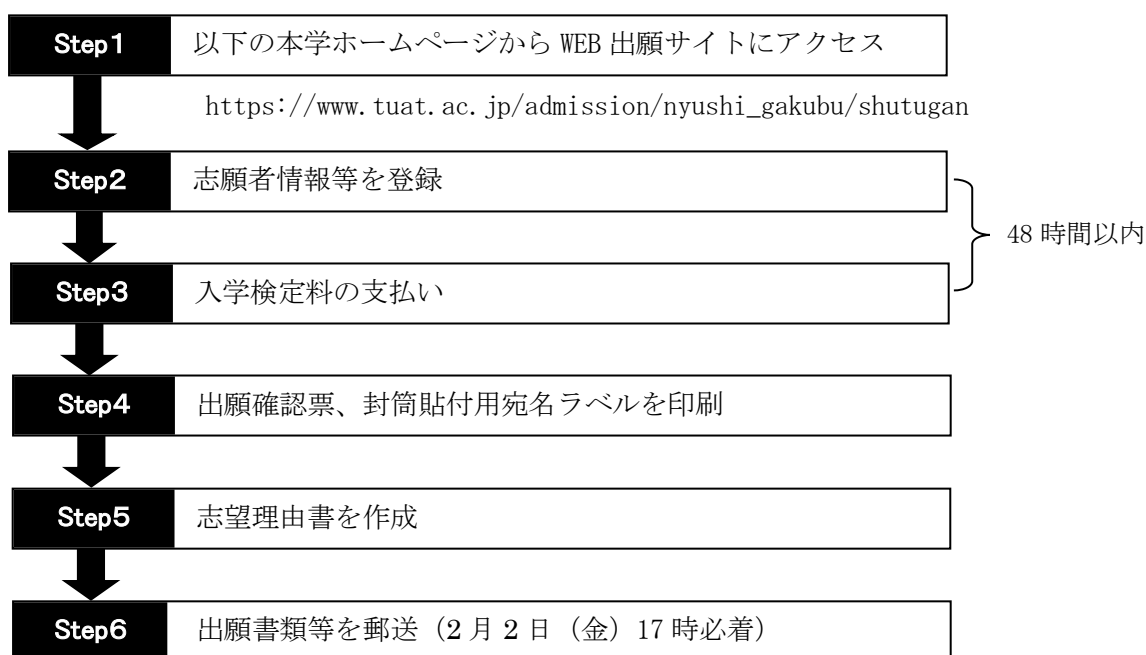 Step1 以下の本学ホームページから WEB 出願サイトにアクセス
https://www.tuat.ac.jp/admission/nyushi_gakubu/shutugan
Step2 志願者情報等を登録
48 時間以内
Step3 入学検定料の支払い
Step4 出願確認票、封筒貼付用宛名ラベルを印刷
Step5 志望理由書を作成
Step6 出願書類等を郵送（2 月 2 日（金）17 時必着）